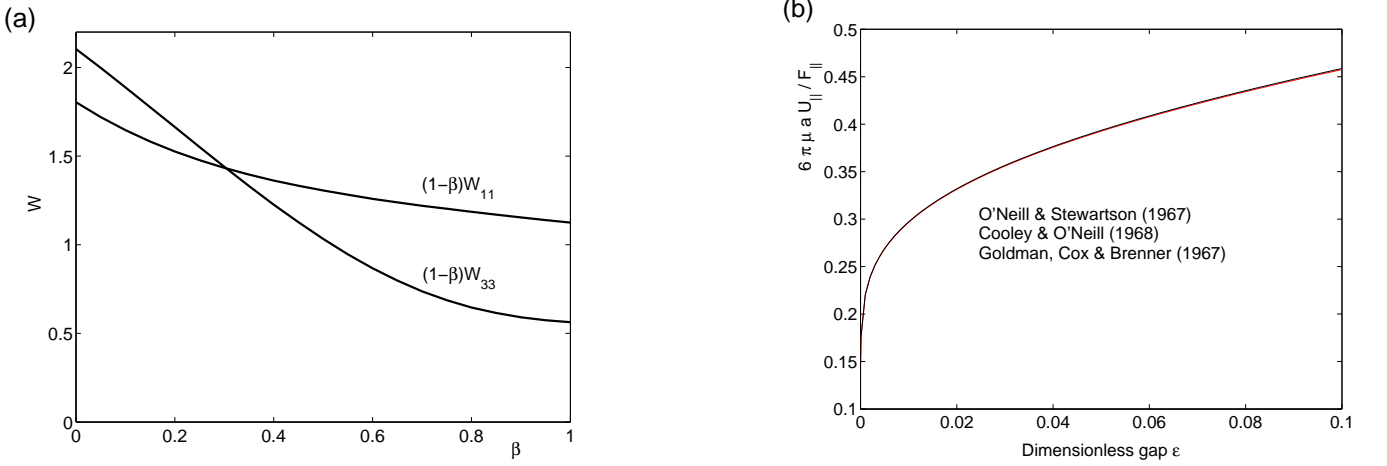 (a)
2
1.5
1
0.5
0
W
(1−β)W11
(1−β)W33
0 0.2 0.4 0.6 0.8 1
β
(b)
0.5
0.45
0.4
0.35
0.3
0.25
0.2
0.15
0.1
6 π μ a U|| / F||
O'Neill & Stewartson (1967)
Cooley & O'Neill (1968)
Goldman, Cox & Brenner (1967)
0 0.02 0.04 0.06 0.08 0.1
Dimensionless gap ε